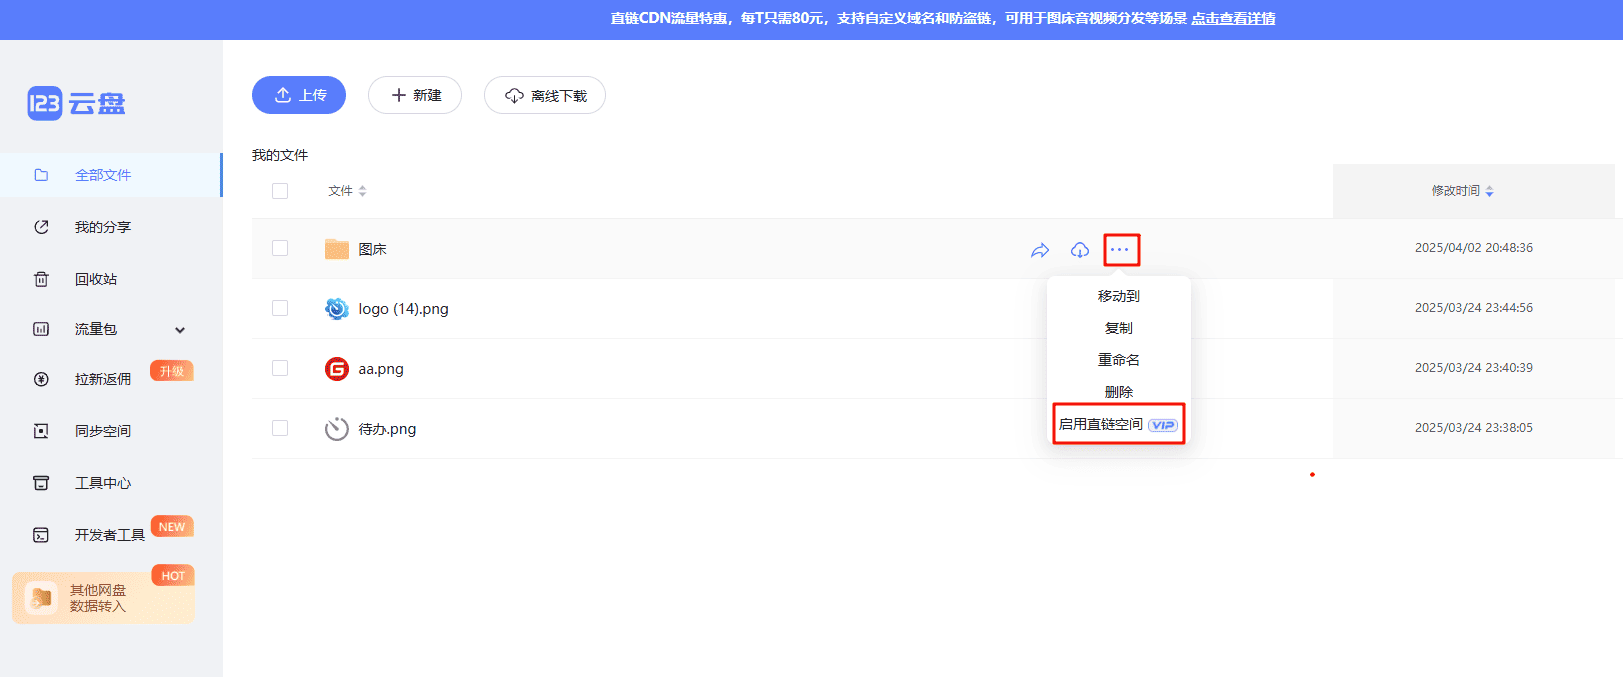 直链CDN流量特惠，每T只需80元，支持自定义域名和防盗链，可用于图床音视频分发等场景 点击查看详情
123云盘
全部文件
我的分享
回收站
流量包
拉新返佣 升级
同步空间
工具中心
开发者工具 NEW
HOT
其他网盘
数据转入
上传 新建 离线下载
我的文件
文件 修改时间
图床 2025/04/02 20:48:36
logo (14).png 2025/03/24 23:44:56
aa.png 2025/03/24 23:40:39
待办.png 2025/03/24 23:38:05
移动到
复制
重命名
删除
启用直链空间 VIP